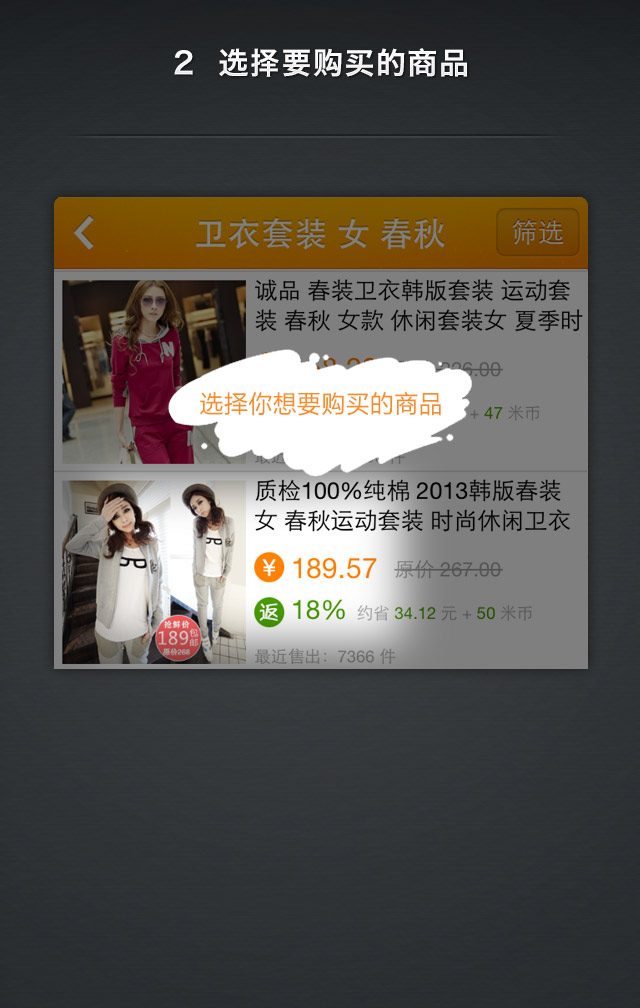 2 选择要购买的商品
卫衣套装 女 春秋
筛选
诚品 春装卫衣韩版套装 运动套
装 春秋 女款 休闲套装女 夏季时
选择你想要购买的商品
+ 47 米币
质检100%纯棉 2013韩版春装
女 春秋运动套装 时尚休闲卫衣
¥ 189.57 原价 267.00
返 18% 约省 34.12 元 + 50 米币
最近售出：7366 件
抢鲜价
189包邮
原价268